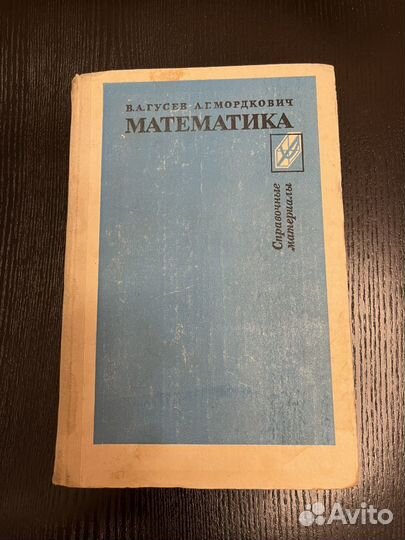 В.А.ГУСЕВ А.Г.МОРДКОВИЧ
МАТЕМАТИКА
Справочные
материалы
Avito